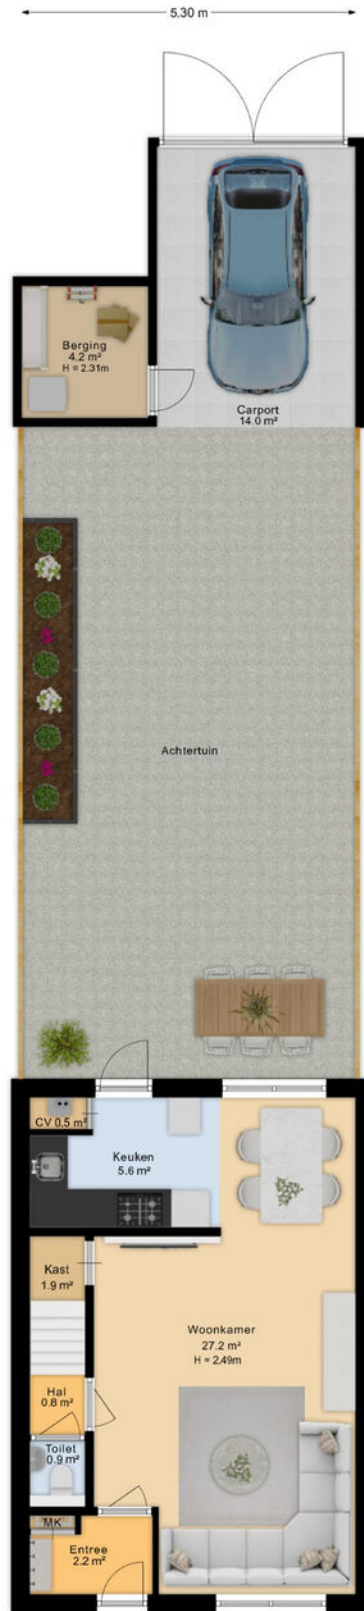 5.30 m
Berging
4.2 m²
H = 2.31m
Carport
14.0 m²
Achtertuin
CV 0.5 m²
Keuken
5.6 m²
Kast
1.9 m²
Woonkamer
27.2 m²
H = 2.49m
Hal
0.8 m²
Toilet
0.9 m²
MK
Entree
2.2 m²